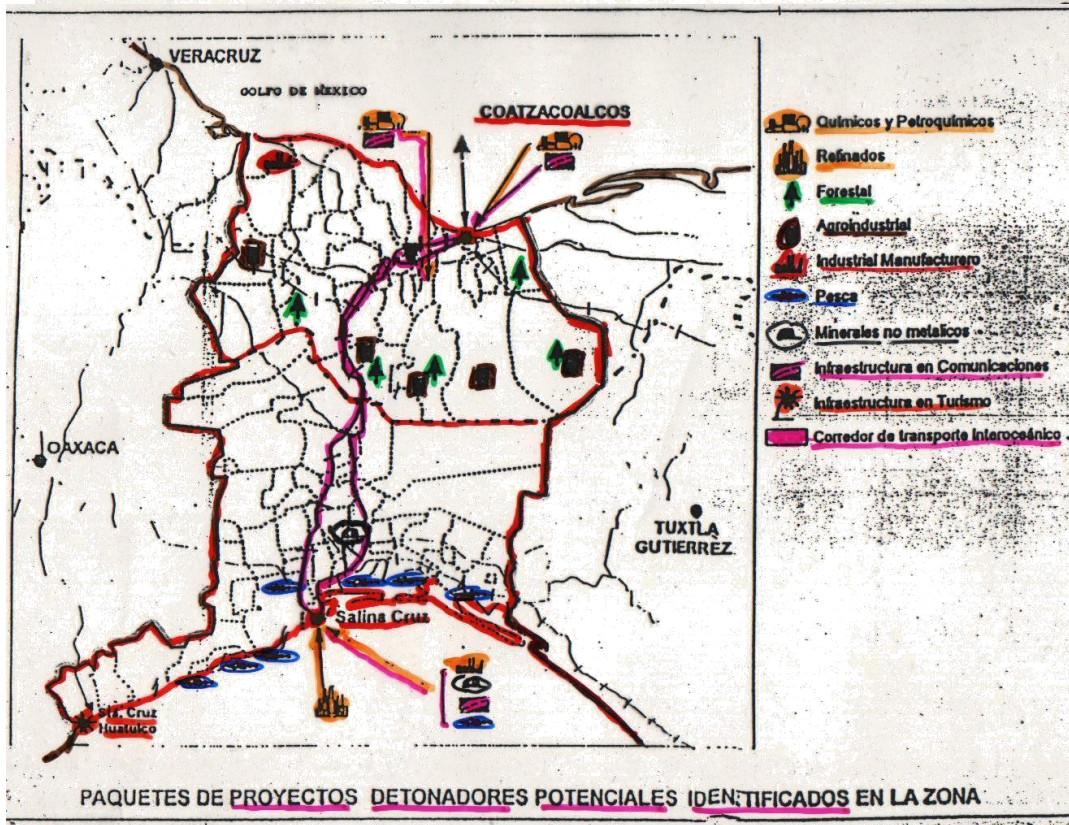 VERACRUZ
GOLFO DE MEXICO
COATZACOALCOS
Químicos y Petroquímicos
Refinados
Forestal
Agroindustrial
Industrial Manufacturero
Pesca
Minerales no metalicos
Infraestructura en Comunicaciones
Infraestructura en Turismo
Corredor de transporte Interoceánico
OAXACA
TUXTLA
GUTIERREZ
Salina Cruz
Sta. Cruz
Huatulco
PAQUETES DE PROYECTOS DETONADORES POTENCIALES IDENTIFICADOS EN LA ZONA